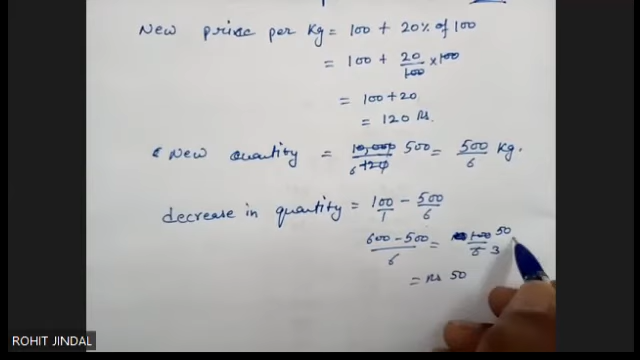 New price per Kg = 100 + 20% of 100
= 100 + 20/100 × 100
= 100 + 20
= 120 Rs.
New quantity = 10,000/120 = 500/6 Kg.
decrease in quantity = 100/1 - 500/6
600 - 500/6 = 100/6 50/3
= Rs 50
ROHIT JINDAL